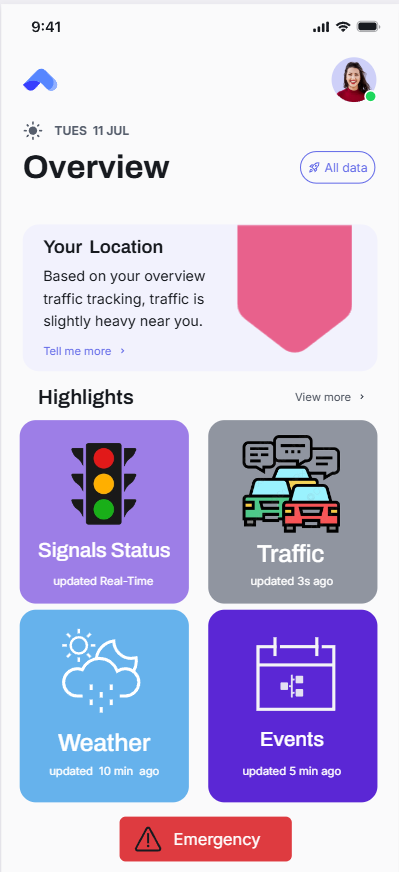 9:41
TUES 11 JUL
Overview
All data
Your Location
Based on your overview
traffic tracking, traffic is
slightly heavy near you.
Tell me more
Highlights
View more
Signals Status
updated Real-Time
Traffic
updated 3s ago
Weather
updated 10 min ago
Events
updated 5 min ago
Emergency